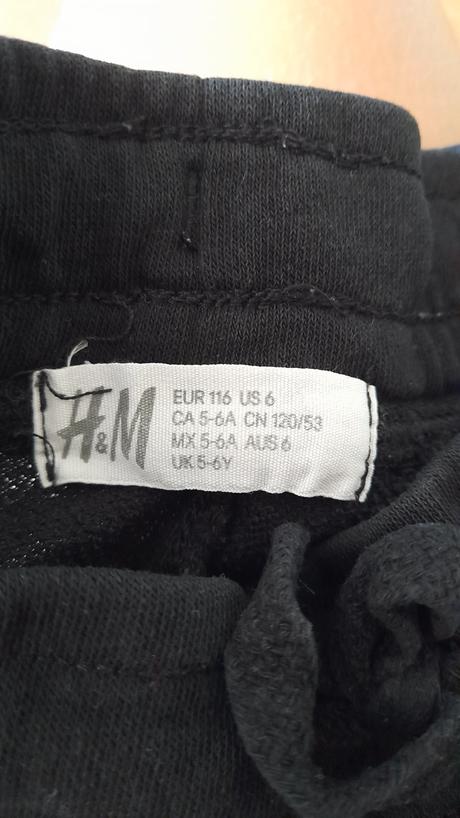 H&M
EUR 116 US 6
CA 5-6A CN 120/53
MX 5-6A AUS 6
UK 5-6Y